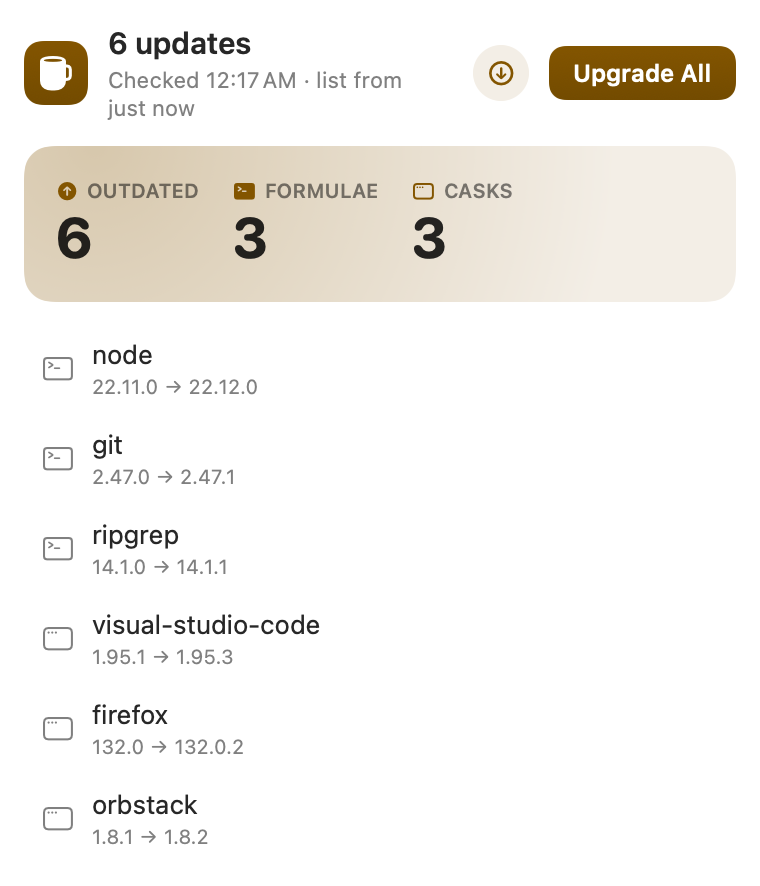 6 updates
Checked 12:17 AM · list from
just now
Upgrade All
OUTDATED
6
FORMULAE
3
CASKS
3
node
22.11.0 → 22.12.0
git
2.47.0 → 2.47.1
ripgrep
14.1.0 → 14.1.1
visual-studio-code
1.95.1 → 1.95.3
firefox
132.0 → 132.0.2
orbstack
1.8.1 → 1.8.2